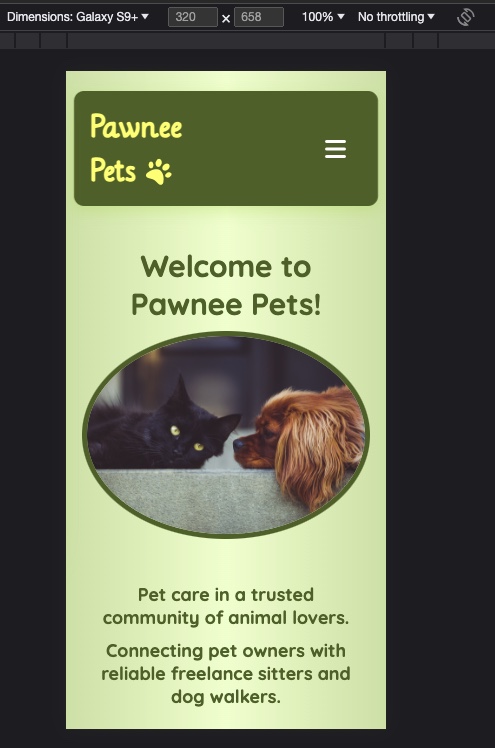 Dimensions: Galaxy S9+ 320 × 658 100% No throttling
Pawnee
Pets
Welcome to
Pawnee Pets!
Pet care in a trusted
community of animal lovers.
Connecting pet owners with
reliable freelance sitters and
dog walkers.